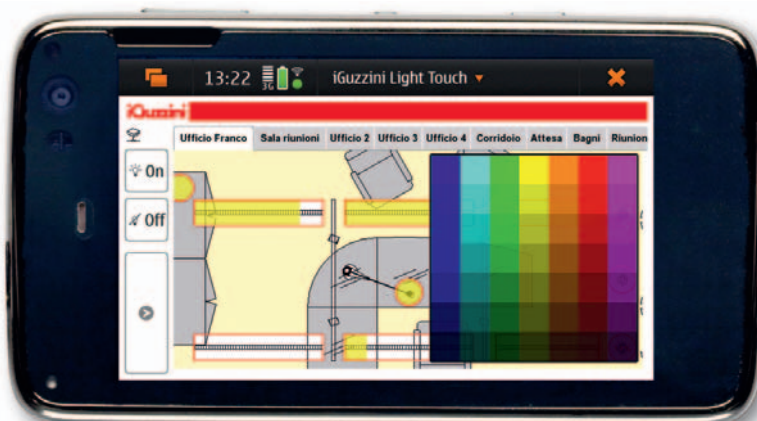 13:22 3G iGuzzini Light Touch
iGuzzini
Ufficio Franco Sala riunioni Ufficio 2 Ufficio 3 Ufficio 4 Corridoio Attesa Bagni Riunion
On
Off